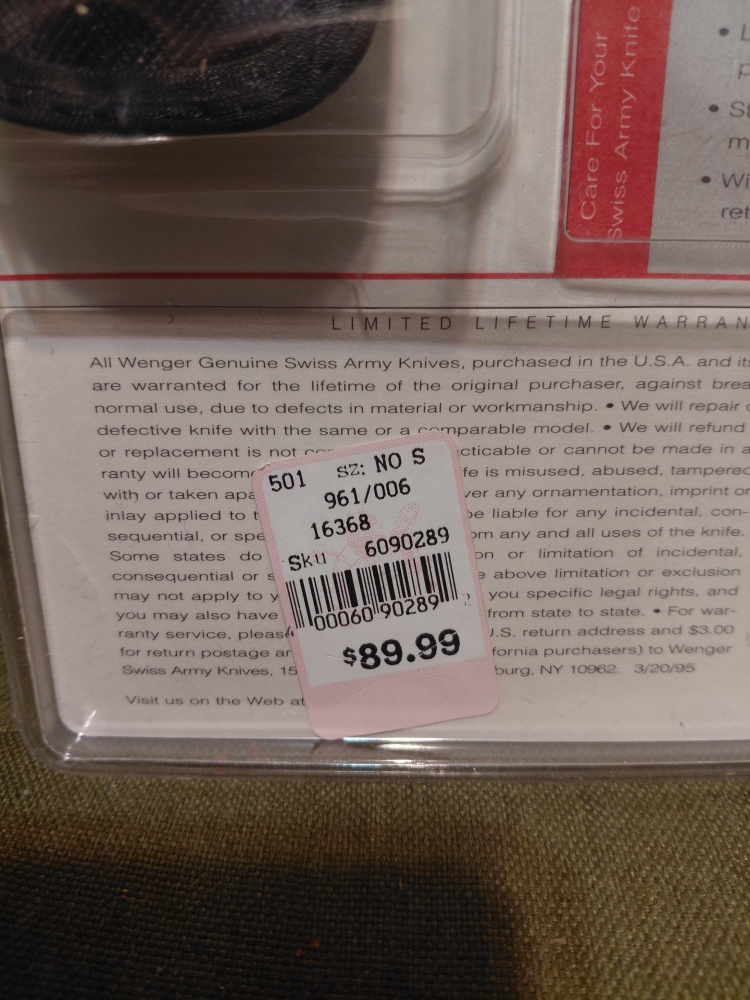 Care For Your
Swiss Army Knife
• L
p
• St
m
• Wi
ret
LIMITED LIFETIME WARRAN
All Wenger Genuine Swiss Army Knives, purchased in the U.S.A. and its
are warranted for the lifetime of the original purchaser, against brea
normal use, due to defects in material or workmanship. • We will repair o
defective knife with the same or a comparable model. • We will refund
or replacement is not co cticable or cannot be made in a
ranty will becom fe is misused, abused, tampered
with or taken apa ver any ornamentation, imprint or
inlay applied to t be liable for any incidental, con-
sequential, or spe om any and all uses of the knife.
Some states do on or limitation of incidental,
consequential or s e above limitation or exclusion
may not apply to y you specific legal rights, and
you may also have from state to state. • For war-
ranty service, pleas U.S. return address and $3.00
for return postage an fornia purchasers) to Wenger
Swiss Army Knives, 15 burg, NY 10962. 3/20/95
Visit us on the Web at
501 SZ: NO S
961/006
16368
SKU 6090289
00060 90289
$89.99